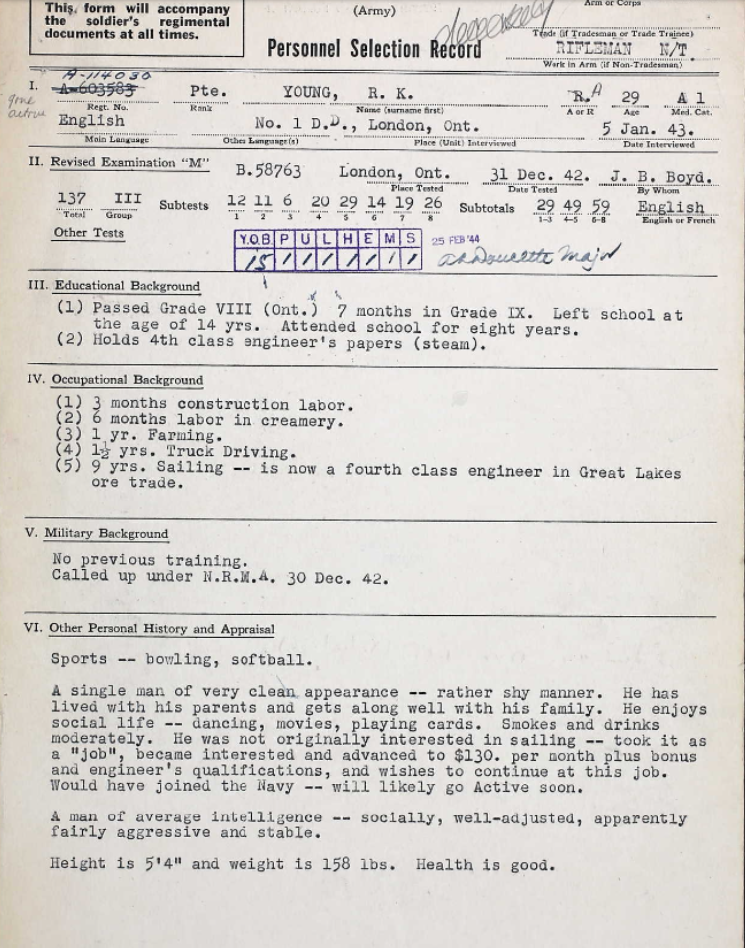 This form will accompany
the soldier's regimental
documents at all times.
(Army)
Personnel Selection Record
Arm or Corps
Trade (if Tradesman or Trade Trainee)
RIFLEMAN N/T
Work in Arm (if Non-Tradesman)
A-114030
gone active
I. A-603583 Pte. YOUNG, R. K. R.A 29 A 1
Regt. No. Rank Name (surname first) A or R Age Med. Cat.
English No. 1 D.D., London, Ont. 5 Jan. 43.
Main Language Other Language(s) Place (Unit) Interviewed Date Interviewed
II. Revised Examination "M" B.58763 London, Ont. 31 Dec. 42. J. B. Boyd.
Place Tested Date Tested By Whom
137 III Subtests 12 11 6 20 29 14 19 26 Subtotals 29 49 59 English
Total Group 1 2 3 4 5 6 7 8 1-3 4-5 6-8 English or French
Other Tests
Y.O.B P U L H E M S
15 1 1 1 1 1 1 1
25 FEB '44
Major
III. Educational Background
(1) Passed Grade VIII (Ont.) 7 months in Grade IX. Left school at
the age of 14 yrs. Attended school for eight years.
(2) Holds 4th class engineer's papers (steam).
IV. Occupational Background
(1) 3 months construction labor.
(2) 6 months labor in creamery.
(3) 1 yr. Farming.
(4) 1½ yrs. Truck Driving.
(5) 9 yrs. Sailing -- is now a fourth class engineer in Great Lakes
ore trade.
V. Military Background
No previous training.
Called up under N.R.M.A. 30 Dec. 42.
VI. Other Personal History and Appraisal
Sports -- bowling, softball.
A single man of very clean appearance -- rather shy manner. He has
lived with his parents and gets along well with his family. He enjoys
social life -- dancing, movies, playing cards. Smokes and drinks
moderately. He was not originally interested in sailing -- took it as
a "job", became interested and advanced to $130. per month plus bonus
and engineer's qualifications, and wishes to continue at this job.
Would have joined the Navy -- will likely go Active soon.
A man of average intelligence -- socially, well-adjusted, apparently
fairly aggressive and stable.
Height is 5'4" and weight is 158 lbs. Health is good.